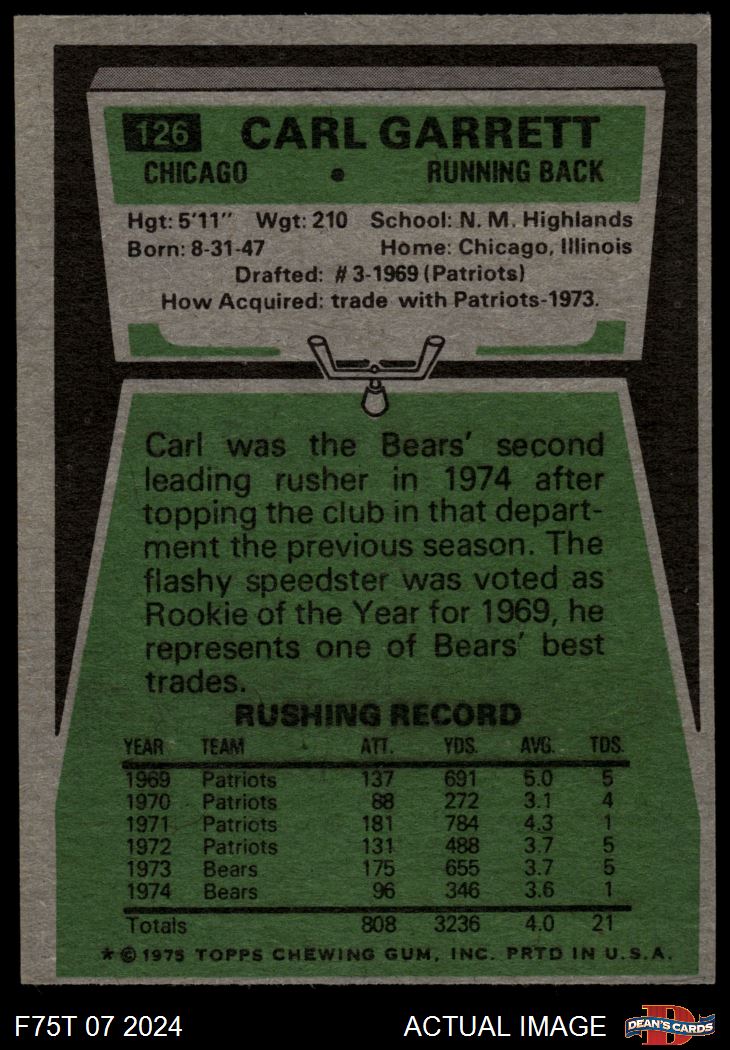 126 CARL GARRETT
CHICAGO • RUNNING BACK
Hgt: 5'11" Wgt: 210 School: N. M. Highlands
Born: 8-31-47 Home: Chicago, Illinois
Drafted: #3-1969 (Patriots)
How Acquired: trade with Patriots-1973.
Carl was the Bears' second
leading rusher in 1974 after
topping the club in that depart-
ment the previous season. The
flashy speedster was voted as
Rookie of the Year for 1969, he
represents one of Bears' best
trades.
RUSHING RECORD
YEAR TEAM ATT. YDS. AVG. TDS.
1969 Patriots 137 691 5.0 5
1970 Patriots 88 272 3.1 4
1971 Patriots 181 784 4.3 1
1972 Patriots 131 488 3.7 5
1973 Bears 175 655 3.7 5
1974 Bears 96 346 3.6 1
Totals 808 3236 4.0 21
*© 1975 TOPPS CHEWING GUM, INC. PRTD IN U.S.A.
F75T 07 2024 ACTUAL IMAGE D DEAN'S CARDS